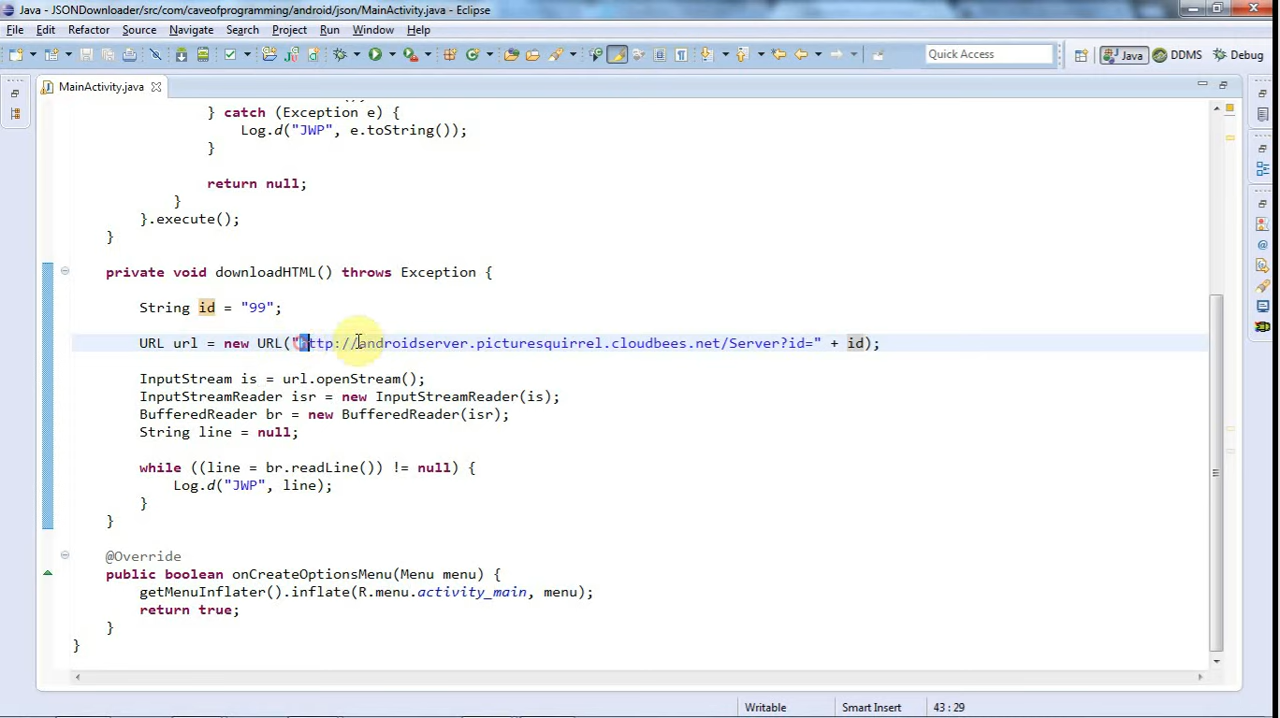 Java - JSONDownloader/src/com/caveofprogramming/android/json/MainActivity.java - Eclipse
File Edit Refactor Source Navigate Search Project Run Window Help
Quick Access Java DDMS Debug
MainActivity.java
} catch (Exception e) {
Log.d("JWP", e.toString());
}
return null;
}
}.execute();
}
private void downloadHTML() throws Exception {
String id = "99";
URL url = new URL("http://androidserver.picturesquirrel.cloudbees.net/Server?id=" + id);
InputStream is = url.openStream();
InputStreamReader isr = new InputStreamReader(is);
BufferedReader br = new BufferedReader(isr);
String line = null;
while ((line = br.readLine()) != null) {
Log.d("JWP", line);
}
}
@Override
public boolean onCreateOptionsMenu(Menu menu) {
getMenuInflater().inflate(R.menu.activity_main, menu);
return true;
}
}
Writable Smart Insert 43 : 29